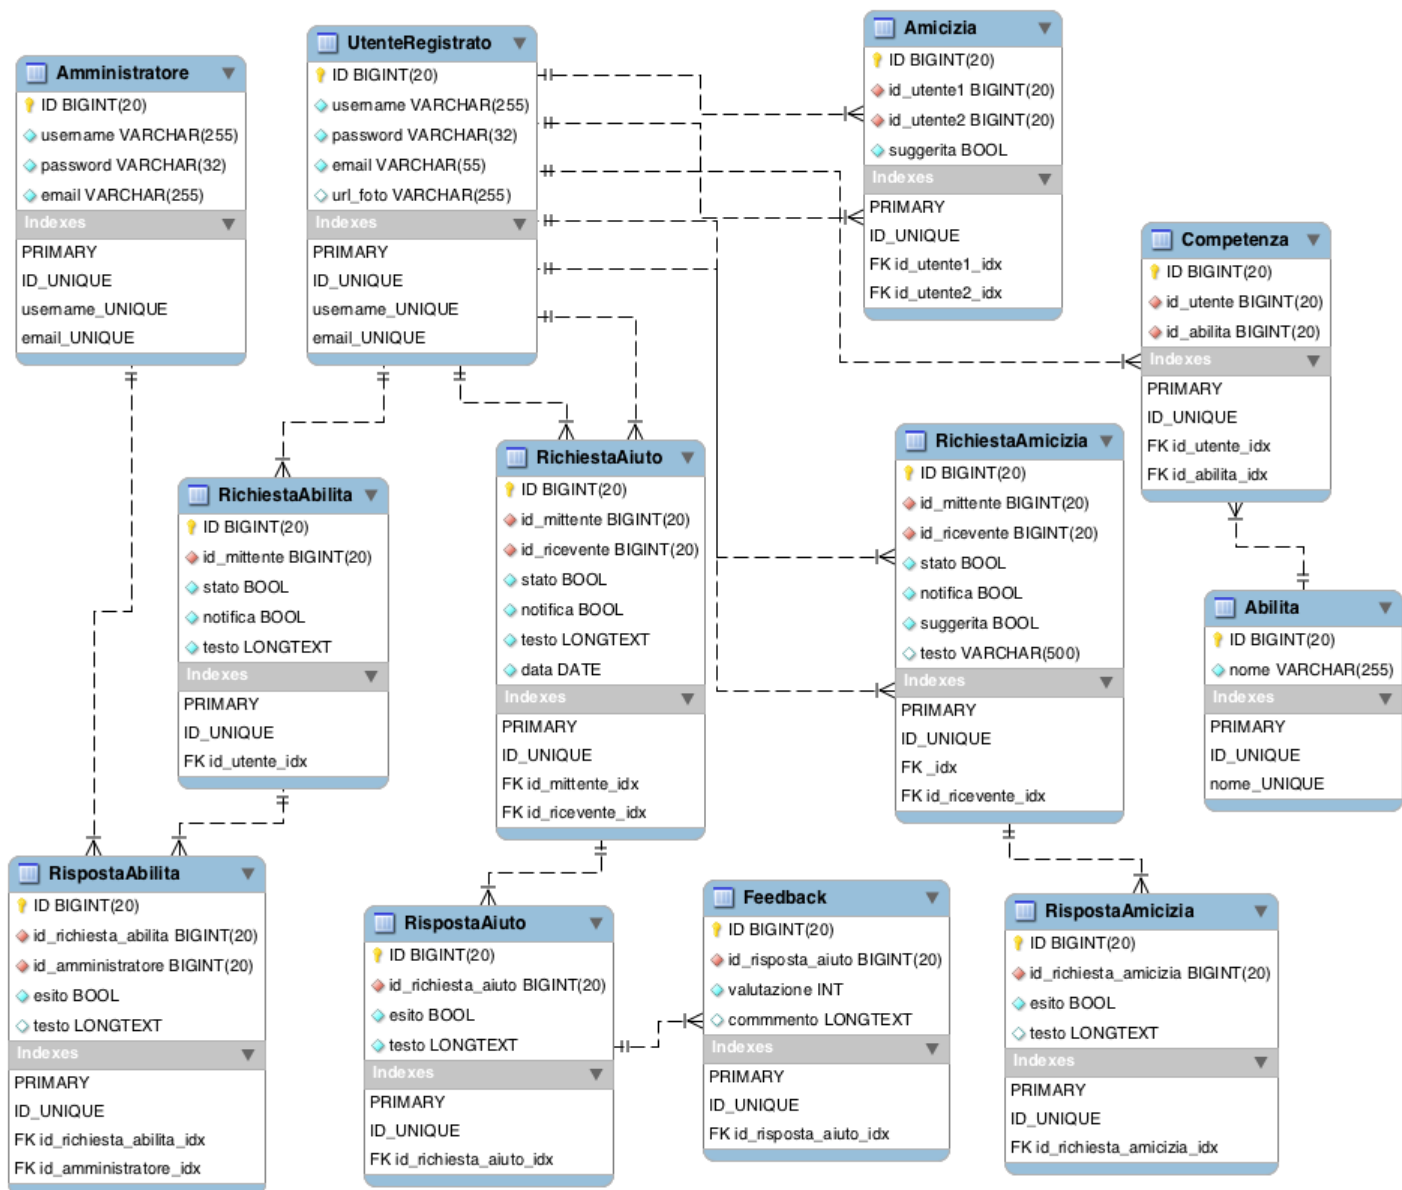 Amministratore
ID BIGINT(20)
username VARCHAR(255)
password VARCHAR(32)
email VARCHAR(255)
Indexes
PRIMARY
ID_UNIQUE
username_UNIQUE
email_UNIQUE
UtenteRegistrato
ID BIGINT(20)
username VARCHAR(255)
password VARCHAR(32)
email VARCHAR(55)
url_foto VARCHAR(255)
Indexes
PRIMARY
ID_UNIQUE
username_UNIQUE
email_UNIQUE
Amicizia
ID BIGINT(20)
id_utente1 BIGINT(20)
id_utente2 BIGINT(20)
suggerita BOOL
Indexes
PRIMARY
ID_UNIQUE
FK id_utente1_idx
FK id_utente2_idx
Competenza
ID BIGINT(20)
id_utente BIGINT(20)
id_abilita BIGINT(20)
Indexes
PRIMARY
ID_UNIQUE
FK id_utente_idx
FK id_abilita_idx
RichiestaAbilita
ID BIGINT(20)
id_mittente BIGINT(20)
stato BOOL
notifica BOOL
testo LONGTEXT
Indexes
PRIMARY
ID_UNIQUE
FK id_utente_idx
RichiestaAiuto
ID BIGINT(20)
id_mittente BIGINT(20)
id_ricevente BIGINT(20)
stato BOOL
notifica BOOL
testo LONGTEXT
data DATE
Indexes
PRIMARY
ID_UNIQUE
FK id_mittente_idx
FK id_ricevente_idx
RichiestaAmicizia
ID BIGINT(20)
id_mittente BIGINT(20)
id_ricevente BIGINT(20)
stato BOOL
notifica BOOL
suggerita BOOL
testo VARCHAR(500)
Indexes
PRIMARY
ID_UNIQUE
FK _idx
FK id_ricevente_idx
Abilita
ID BIGINT(20)
nome VARCHAR(255)
Indexes
PRIMARY
ID_UNIQUE
nome_UNIQUE
RispostaAbilita
ID BIGINT(20)
id_richiesta_abilita BIGINT(20)
id_amministratore BIGINT(20)
esito BOOL
testo LONGTEXT
Indexes
PRIMARY
ID_UNIQUE
FK id_richiesta_abilita_idx
FK id_amministratore_idx
RispostaAiuto
ID BIGINT(20)
id_richiesta_aiuto BIGINT(20)
esito BOOL
testo LONGTEXT
Indexes
PRIMARY
ID_UNIQUE
FK id_richiesta_aiuto_idx
Feedback
ID BIGINT(20)
id_risposta_aiuto BIGINT(20)
valutazione INT
commmento LONGTEXT
Indexes
PRIMARY
ID_UNIQUE
FK id_risposta_aiuto_idx
RispostaAmicizia
ID BIGINT(20)
id_richiesta_amicizia BIGINT(20)
esito BOOL
testo LONGTEXT
Indexes
PRIMARY
ID_UNIQUE
FK id_richiesta_amicizia_idx